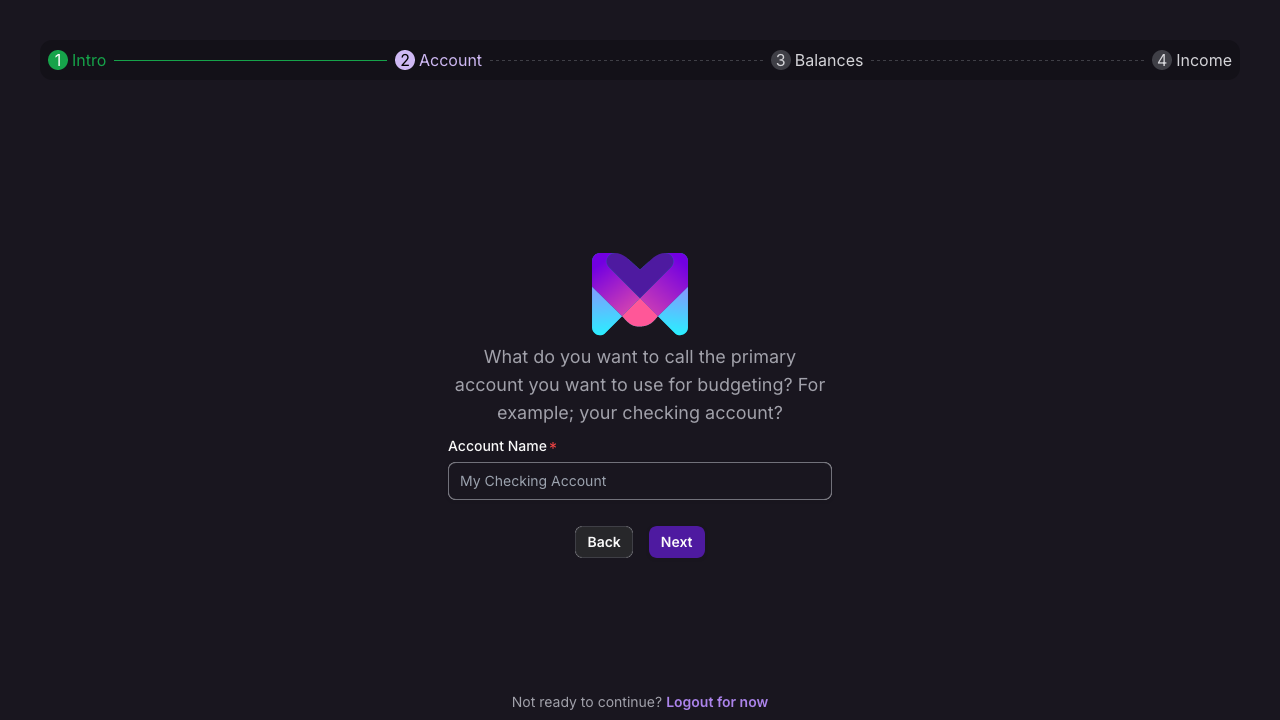 1 Intro 2 Account 3 Balances 4 Income
What do you want to call the primary
account you want to use for budgeting? For
example; your checking account?
Account Name*
My Checking Account
Back Next
Not ready to continue? Logout for now